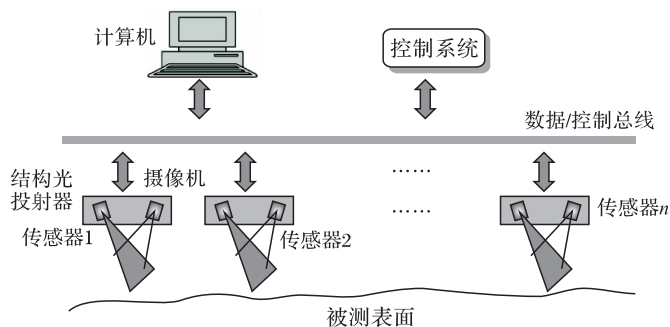 计算机
控制系统
数据/控制总线
结构光
投射器
摄像机
……
……
传感器1
传感器2
传感器n
被测表面